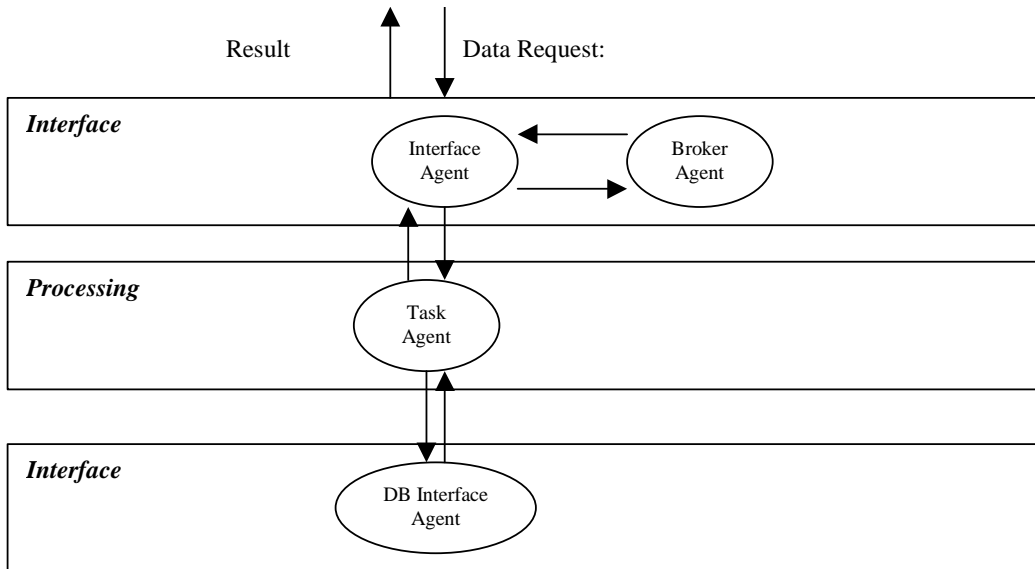 Result
Data Request:
Interface
Interface
Agent
Broker
Agent
Processing
Task
Agent
Interface
DB Interface
Agent